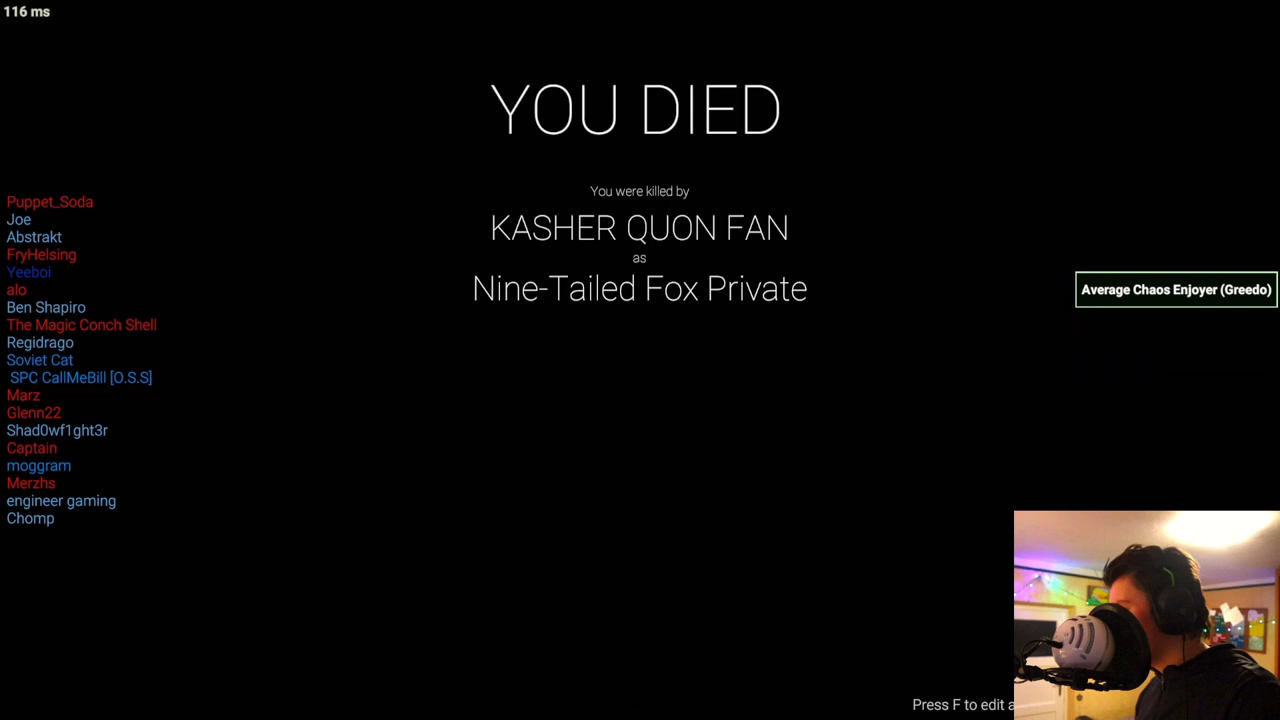 116 ms
YOU DIED
You were killed by
KASHER QUON FAN
as
Nine-Tailed Fox Private
Puppet_Soda
Joe
Abstrakt
FryHelsing
Yeeboi
alo
Ben Shapiro
The Magic Conch Shell
Regidrago
Soviet Cat
SPC CallMeBill [O.S.S]
Marz
Glenn22
Shad0wf1ght3r
Captain
moggram
Merzhs
engineer gaming
Chomp
Average Chaos Enjoyer (Greedo)
Press F to edit a